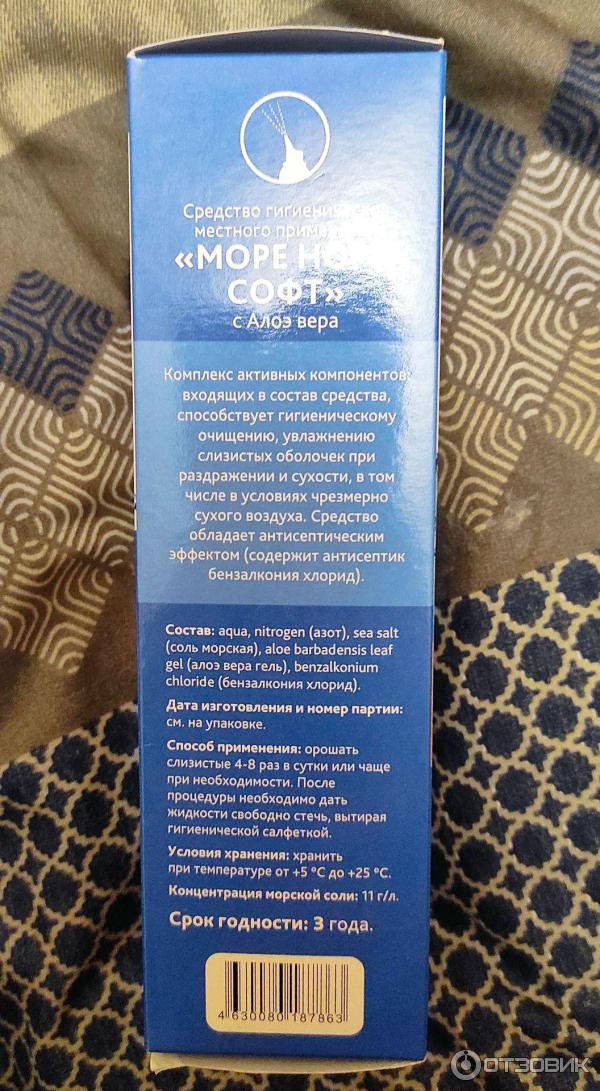 Средство гигиеническое
местного применения
«МОРЕ
СОФТ»
с Алоэ вера
Комплекс активных компонентов,
входящих в состав средства,
способствует гигиеническому
очищению, увлажнению
слизистых оболочек при
раздражении и сухости, в том
числе в условиях чрезмерно
сухого воздуха. Средство
обладает антисептическим
эффектом (содержит антисептик
бензалкония хлорид).
Состав: aqua, nitrogen (азот), sea salt
(соль морская), aloe barbadensis leaf
gel (алоэ вера гель), benzalkonium
chloride (бензалкония хлорид).
Дата изготовления и номер партии:
см. на упаковке.
Способ применения: орошать
слизистые 4-8 раз в сутки или чаще
при необходимости. После
процедуры необходимо дать
жидкости свободно стечь, вытирая
гигиенической салфеткой.
Условия хранения: хранить
при температуре от +5 °С до +25 °С.
Концентрация морской соли: 11 г/л.
Срок годности: 3 года.
4 630080 187863
ОТЗОВИК